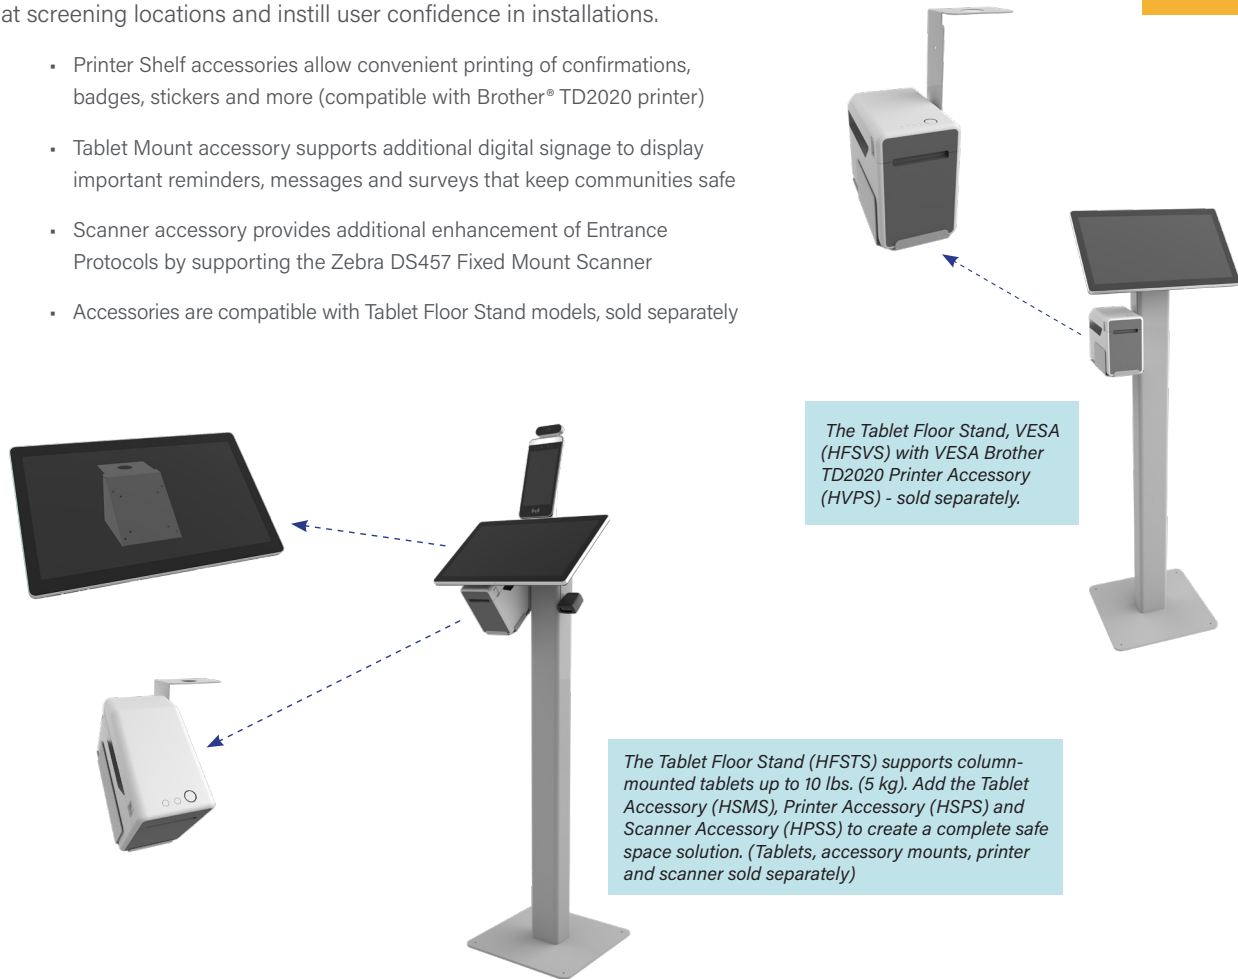 at screening locations and instill user confidence in installations.
▪ Printer Shelf accessories allow convenient printing of confirmations,
badges, stickers and more (compatible with Brother® TD2020 printer)
▪ Tablet Mount accessory supports additional digital signage to display
important reminders, messages and surveys that keep communities safe
▪ Scanner accessory provides additional enhancement of Entrance
Protocols by supporting the Zebra DS457 Fixed Mount Scanner
▪ Accessories are compatible with Tablet Floor Stand models, sold separately
The Tablet Floor Stand, VESA
(HFSVS) with VESA Brother
TD2020 Printer Accessory
(HVPS) - sold separately.
The Tablet Floor Stand (HFSTS) supports column-
mounted tablets up to 10 lbs. (5 kg). Add the Tablet
Accessory (HSMS), Printer Accessory (HSPS) and
Scanner Accessory (HPSS) to create a complete safe
space solution. (Tablets, accessory mounts, printer
and scanner sold separately)